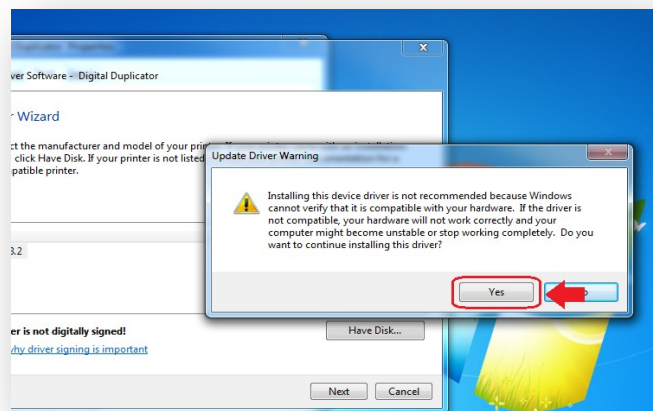 Duplicator Properties
ver Software - Digital Duplicator
r Wizard
ct the manufacturer and model of your
click Have Disk. If your printer is not listed
patible printer.
Update Driver Warning
Installing this device driver is not recommended because Windows
cannot verify that it is compatible with your hardware. If the driver is
not compatible, your hardware will not work correctly and your
computer might become unstable or stop working completely. Do you
want to continue installing this driver?
Yes
3.2
er is not digitally signed!
Have Disk...
why driver signing is important
Next
Cancel